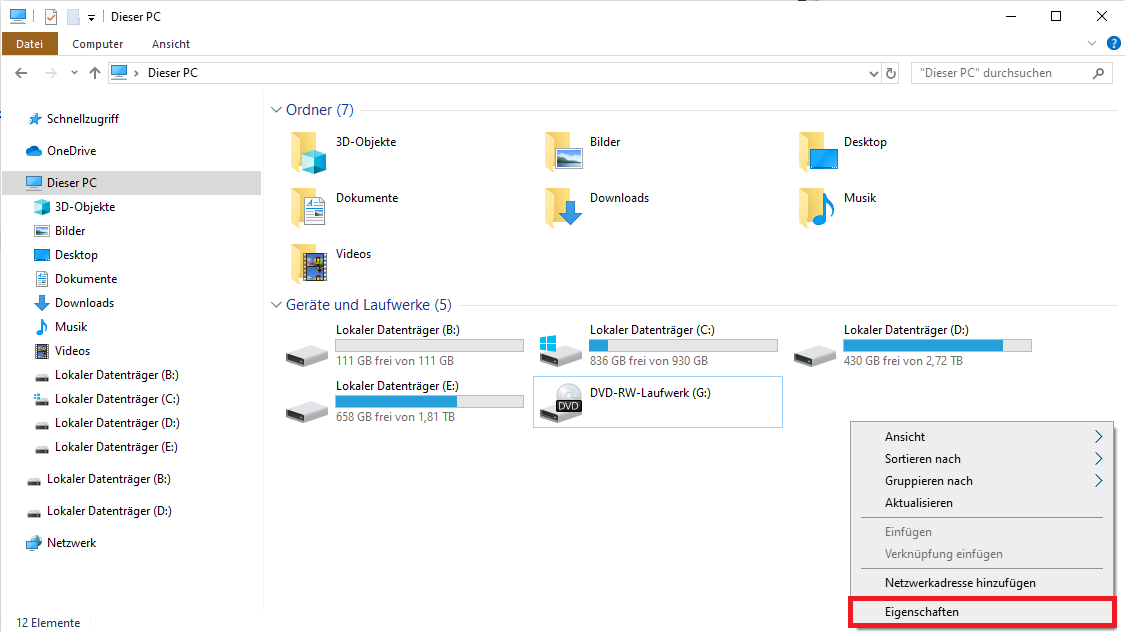 Dieser PC
Datei Computer Ansicht
Dieser PC
"Dieser PC" durchsuchen
Schnellzugriff
OneDrive
Dieser PC
3D-Objekte
Bilder
Desktop
Dokumente
Downloads
Musik
Videos
Lokaler Datenträger (B:)
Lokaler Datenträger (C:)
Lokaler Datenträger (D:)
Lokaler Datenträger (E:)
Lokaler Datenträger (B:)
Lokaler Datenträger (D:)
Netzwerk
Ordner (7)
3D-Objekte
Bilder
Desktop
Dokumente
Downloads
Musik
Videos
Geräte und Laufwerke (5)
Lokaler Datenträger (B:)
111 GB frei von 111 GB
Lokaler Datenträger (C:)
836 GB frei von 930 GB
Lokaler Datenträger (D:)
430 GB frei von 2,72 TB
Lokaler Datenträger (E:)
658 GB frei von 1,81 TB
DVD
DVD-RW-Laufwerk (G:)
Ansicht
Sortieren nach
Gruppieren nach
Aktualisieren
Einfügen
Verknüpfung einfügen
Netzwerkadresse hinzufügen
Eigenschaften
12 Elemente